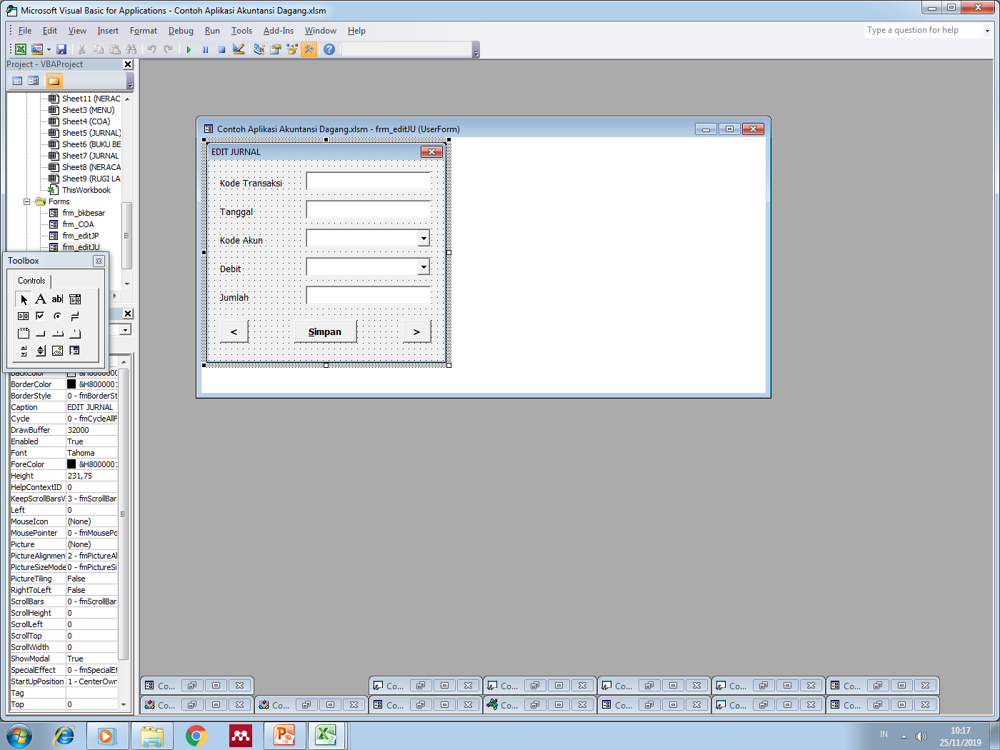 Microsoft Visual Basic for Applications - Contoh Aplikasi Akuntansi Dagang.xlsm
File Edit View Insert Format Debug Run Tools Add-Ins Window Help
Type a question for help
Project - VBAProject
Sheet11 (NERAC
Sheet3 (MENU)
Sheet4 (COA)
Sheet5 (JURNAL)
Sheet6 (BUKU BE
Sheet7 (JURNAL
Sheet8 (NERACA
Sheet9 (RUGI LA
ThisWorkbook
Forms
frm_bkbesar
frm_COA
frm_editJP
frm_editJU
Toolbox
Controls
A ab|
XYZ
BackColor &H8000000
BorderColor &H8000001
BorderStyle 0 - fmBorderSt
Caption EDIT JURNAL
Cycle 0 - fmCycleAllF
DrawBuffer 32000
Enabled True
Font Tahoma
ForeColor &H8000001
Height 231,75
HelpContextID 0
KeepScrollBarsV 3 - fmScrollBar
Left 0
MouseIcon (None)
MousePointer 0 - fmMousePo
Picture (None)
PictureAlignmen 2 - fmPictureAl
PictureSizeMode 0 - fmPictureSi
PictureTiling False
RightToLeft False
ScrollBars 0 - fmScrollBar
ScrollHeight 0
ScrollLeft 0
ScrollTop 0
ScrollWidth 0
ShowModal True
SpecialEffect 0 - fmSpecialEf
StartUpPosition 1 - CenterOwn
Tag
Top 0
Contoh Aplikasi Akuntansi Dagang.xlsm - frm_editJU (UserForm)
EDIT JURNAL
Kode Transaksi
Tanggal
Kode Akun
Debit
Jumlah
< Simpan >
Co... Co... Co... Co... Co... Co...
Co... Co... Co... Co... Co... Co... Co...
IN
10:17
25/11/2019